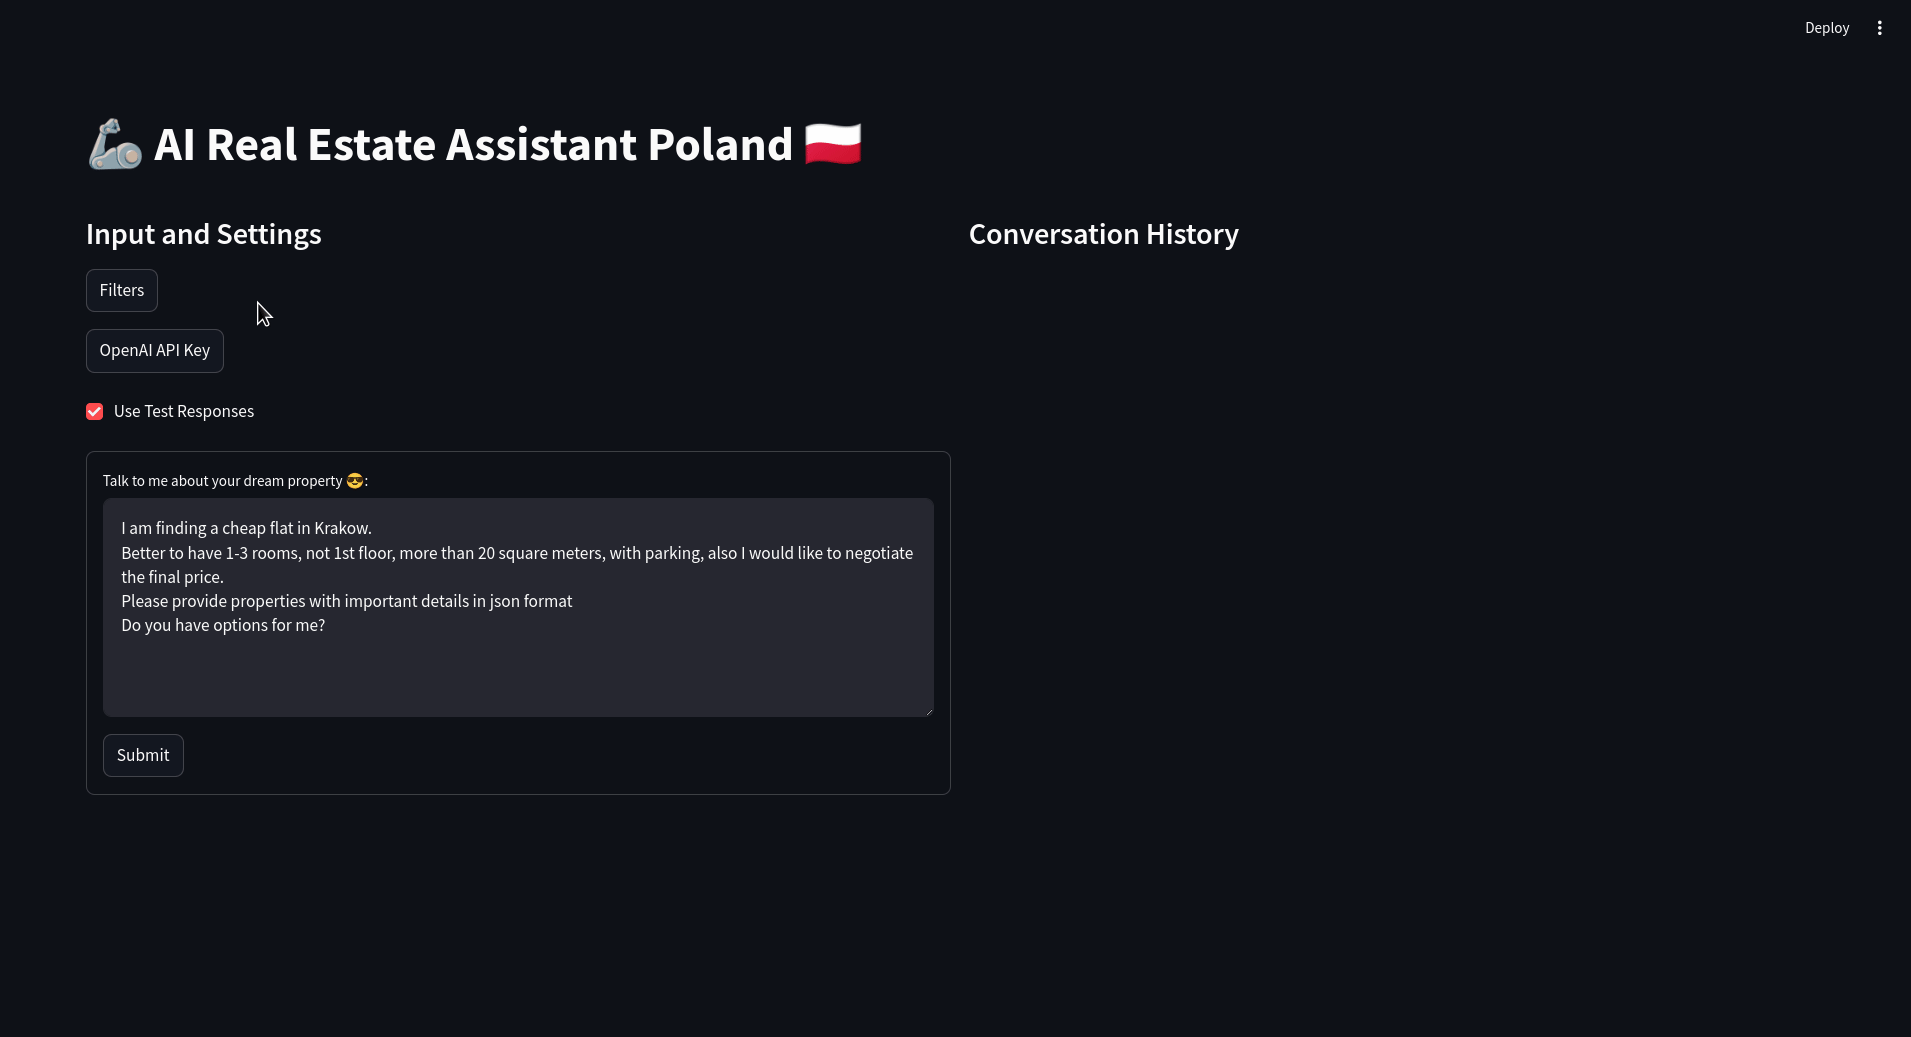 Deploy
AI Real Estate Assistant Poland
Input and Settings
Filters
OpenAI API Key
Use Test Responses
Talk to me about your dream property 😎:
I am finding a cheap flat in Krakow.
Better to have 1-3 rooms, not 1st floor, more than 20 square meters, with parking, also I would like to negotiate
the final price.
Please provide properties with important details in json format
Do you have options for me?
Submit
Conversation History